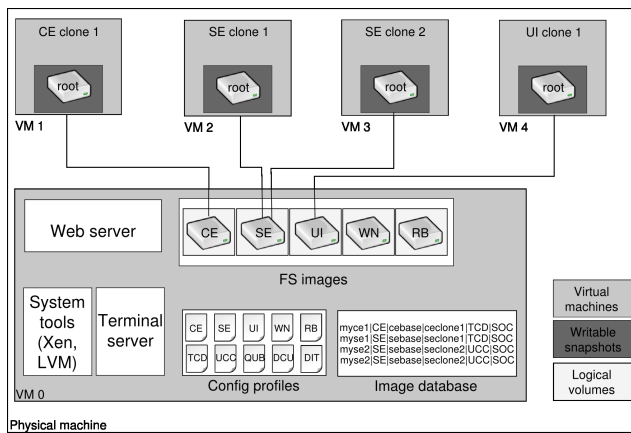 CE clone 1
SE clone 1
SE clone 2
UI clone 1
root
root
root
root
VM 1
VM 2
VM 3
VM 4
Web server
CE
SE
UI
WN
RB
FS images
System
tools
(Xen,
LVM)
Terminal
server
CE
SE
UI
WN
RB
TCD
UCC
QUB
DCU
DIT
Config profiles
myce1|CE|cebase|seclone1|TCD|SOC
myse1|SE|sebase|seclone1|TCD|SOC
myse2|SE|sebase|seclone2|UCC|SOC
myse2|SE|sebase|seclone2|UCC|SOC
Image database
VM 0
Virtual
machines
Writable
snapshots
Logical
volumes
Physical machine